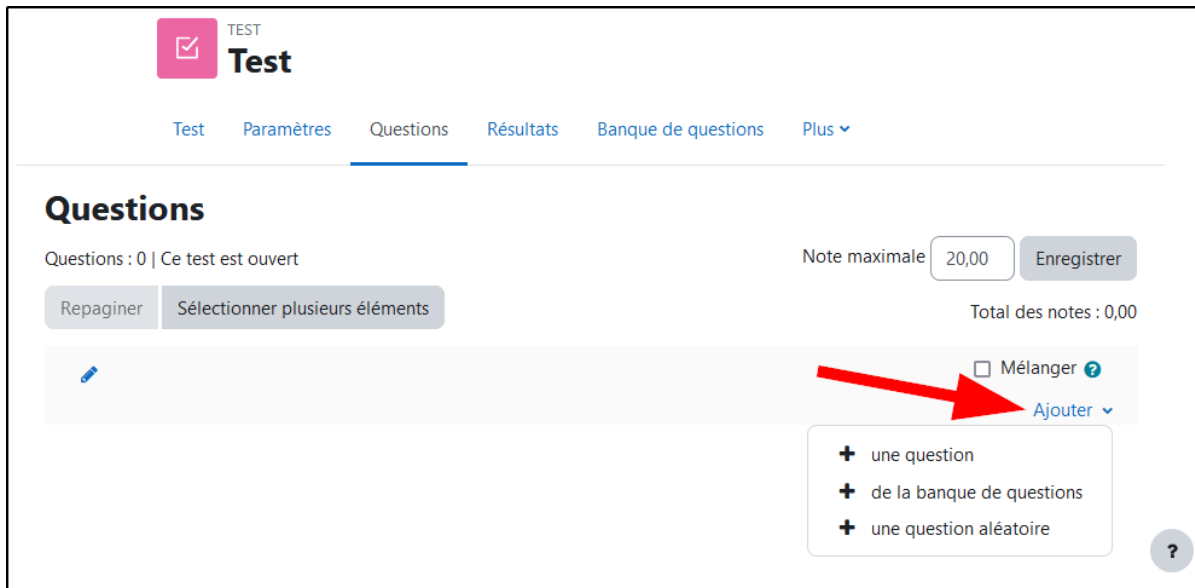 TEST
Test
Test Paramètres Questions Résultats Banque de questions Plus
Questions
Questions : 0 | Ce test est ouvert
Note maximale 20,00 Enregistrer
Repaginer Sélectionner plusieurs éléments
Total des notes : 0,00
Mélanger ?
Ajouter
+ une question
+ de la banque de questions
+ une question aléatoire
?